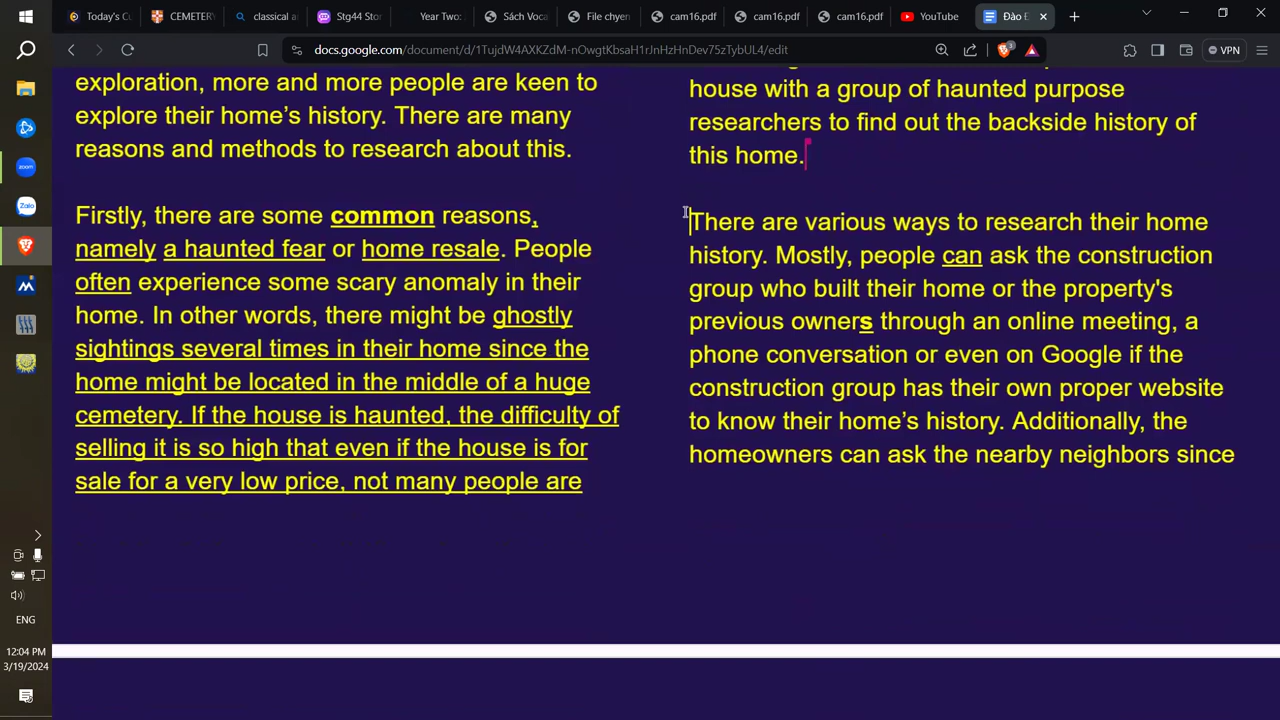 Today's Cu
CEMETERY
classical a
Stg44 Stor
Year Two:
Sách Voca
File chyen
cam16.pdf
cam16.pdf
cam16.pdf
YouTube
Đào Đ
docs.google.com/document/d/1TujdW4AXKZdM-nOwgtKbsaH1rJnHzHnDev75zTybUL4/edit
1
VPN
exploration, more and more people are keen to
explore their home's history. There are many
reasons and methods to research about this.
Firstly, there are some common reasons,
namely a haunted fear or home resale. People
often experience some scary anomaly in their
home. In other words, there might be ghostly
sightings several times in their home since the
home might be located in the middle of a huge
cemetery. If the house is haunted, the difficulty of
selling it is so high that even if the house is for
sale for a very low price, not many people are
house with a group of haunted purpose
researchers to find out the backside history of
this home.
There are various ways to research their home
history. Mostly, people can ask the construction
group who built their home or the property's
previous owners through an online meeting, a
phone conversation or even on Google if the
construction group has their own proper website
to know their home's history. Additionally, the
homeowners can ask the nearby neighbors since
zoom
Zalo
ENG
12:04 PM
3/19/2024